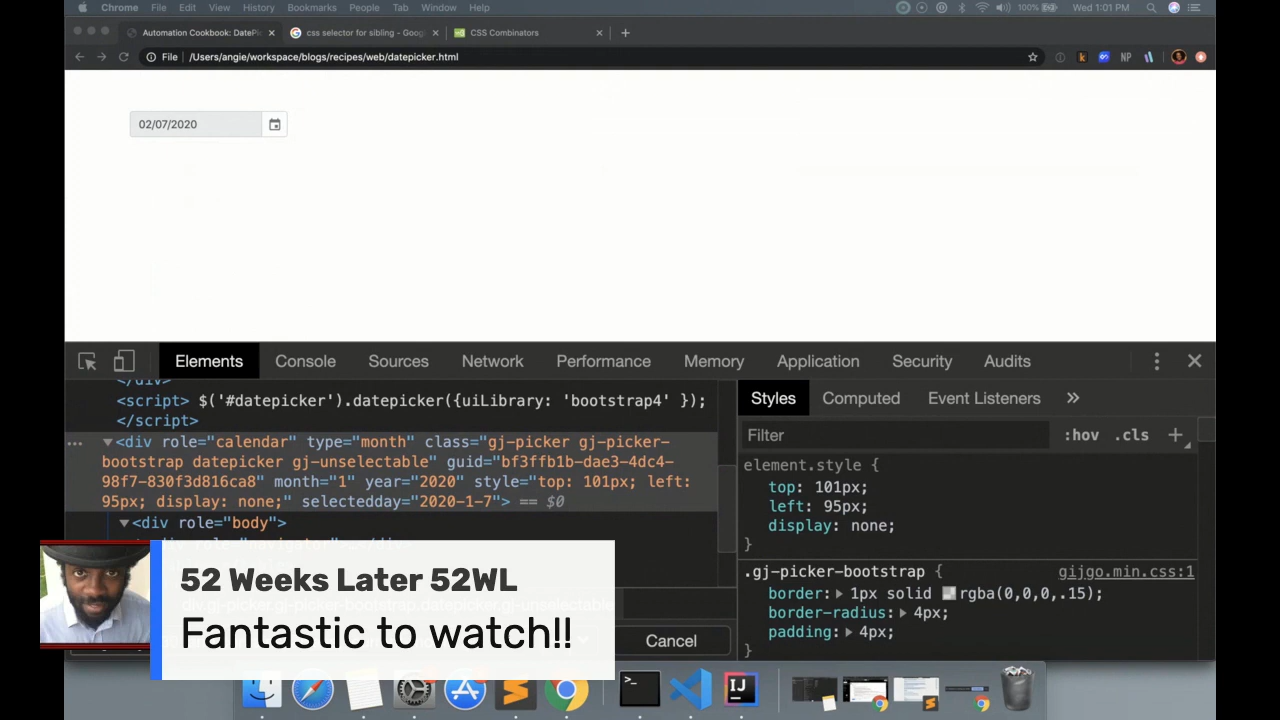 Chrome File Edit View History Bookmarks People Tab Window Help 100% Wed 1:01 PM
Automation Cookbook: DatePi css selector for sibling - Goog CSS Combinators
File /Users/angie/workspace/blogs/recipes/web/datepicker.html NP
02/07/2020
Elements Console Sources Network Performance Memory Application Security Audits
</div>
<script> $('#datepicker').datepicker({uiLibrary: 'bootstrap4' });
</script>
… <div role="calendar" type="month" class="gj-picker gj-picker-
bootstrap datepicker gj-unselectable" guid="bf3ffb1b-dae3-4dc4-
98f7-830f3d816ca8" month="1" year="2020" style="top: 101px; left:
95px; display: none;" selectedday="2020-1-7"> == $0
<div role="body">
Styles Computed Event Listeners »
Filter :hov .cls +
element.style {
top: 101px;
left: 95px;
display: none;
}
.gj-picker-bootstrap { gijgo.min.css:1
border: 1px solid rgba(0,0,0,.15);
border-radius: 4px;
padding: 4px;
}
52 Weeks Later 52WL
Fantastic to watch!!
Cancel
>_ IJ